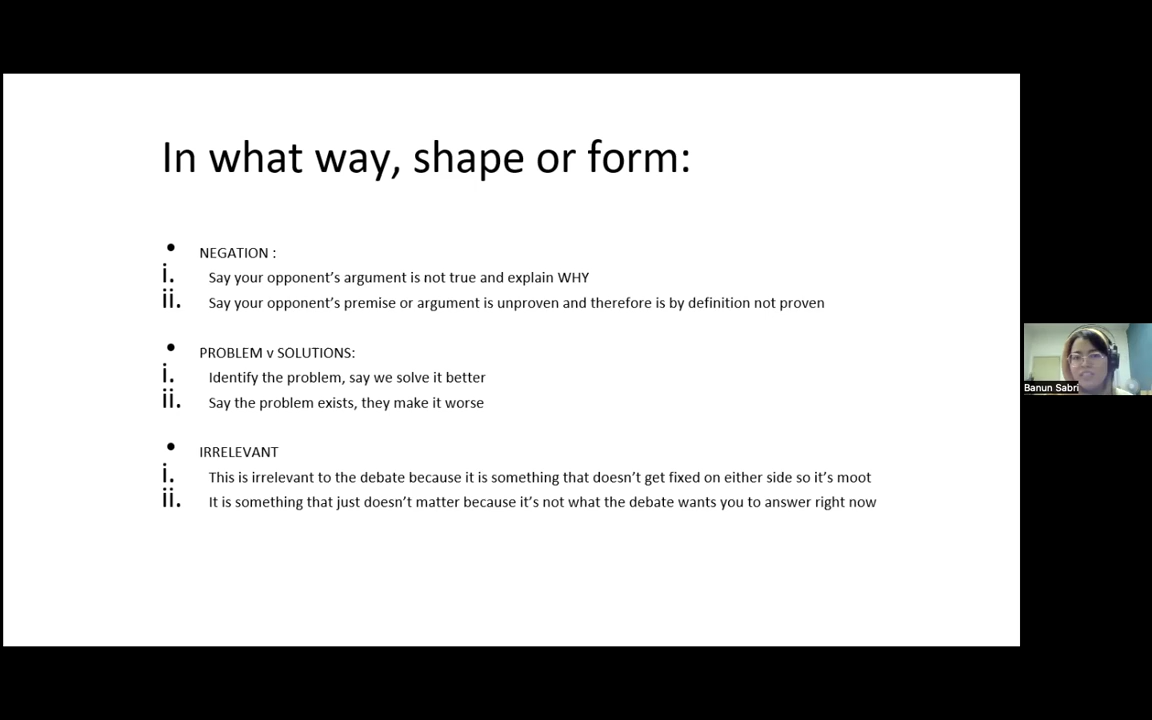 In what way, shape or form:
• NEGATION :
i. Say your opponent’s argument is not true and explain WHY
ii. Say your opponent’s premise or argument is unproven and therefore is by definition not proven
• PROBLEM v SOLUTIONS:
i. Identify the problem, say we solve it better
ii. Say the problem exists, they make it worse
• IRRELEVANT
i. This is irrelevant to the debate because it is something that doesn’t get fixed on either side so it’s moot
ii. It is something that just doesn’t matter because it’s not what the debate wants you to answer right now
Banun Sabri